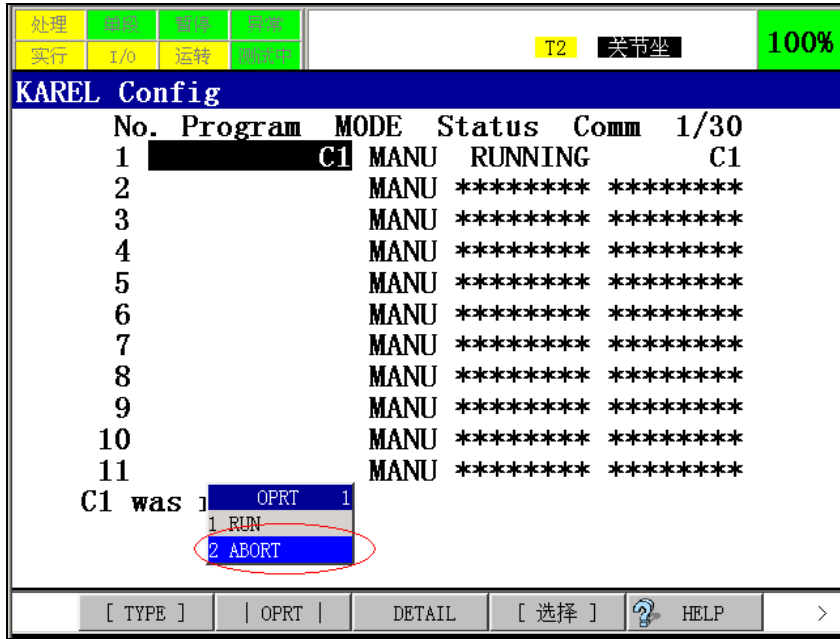 处理 单段 暂停 异常
实行 I/O 运转 测试中 T2 关节坐 100%
KAREL Config
No. Program MODE Status Comm 1/30
1 C1 MANU RUNNING C1
2 MANU ******** ********
3 MANU ******** ********
4 MANU ******** ********
5 MANU ******** ********
6 MANU ******** ********
7 MANU ******** ********
8 MANU ******** ********
9 MANU ******** ********
10 MANU ******** ********
11 MANU ******** ********
C1 was
OPRT 1
1 RUN
2 ABORT
[ TYPE ] | OPRT | DETAIL [ 选择 ] HELP >